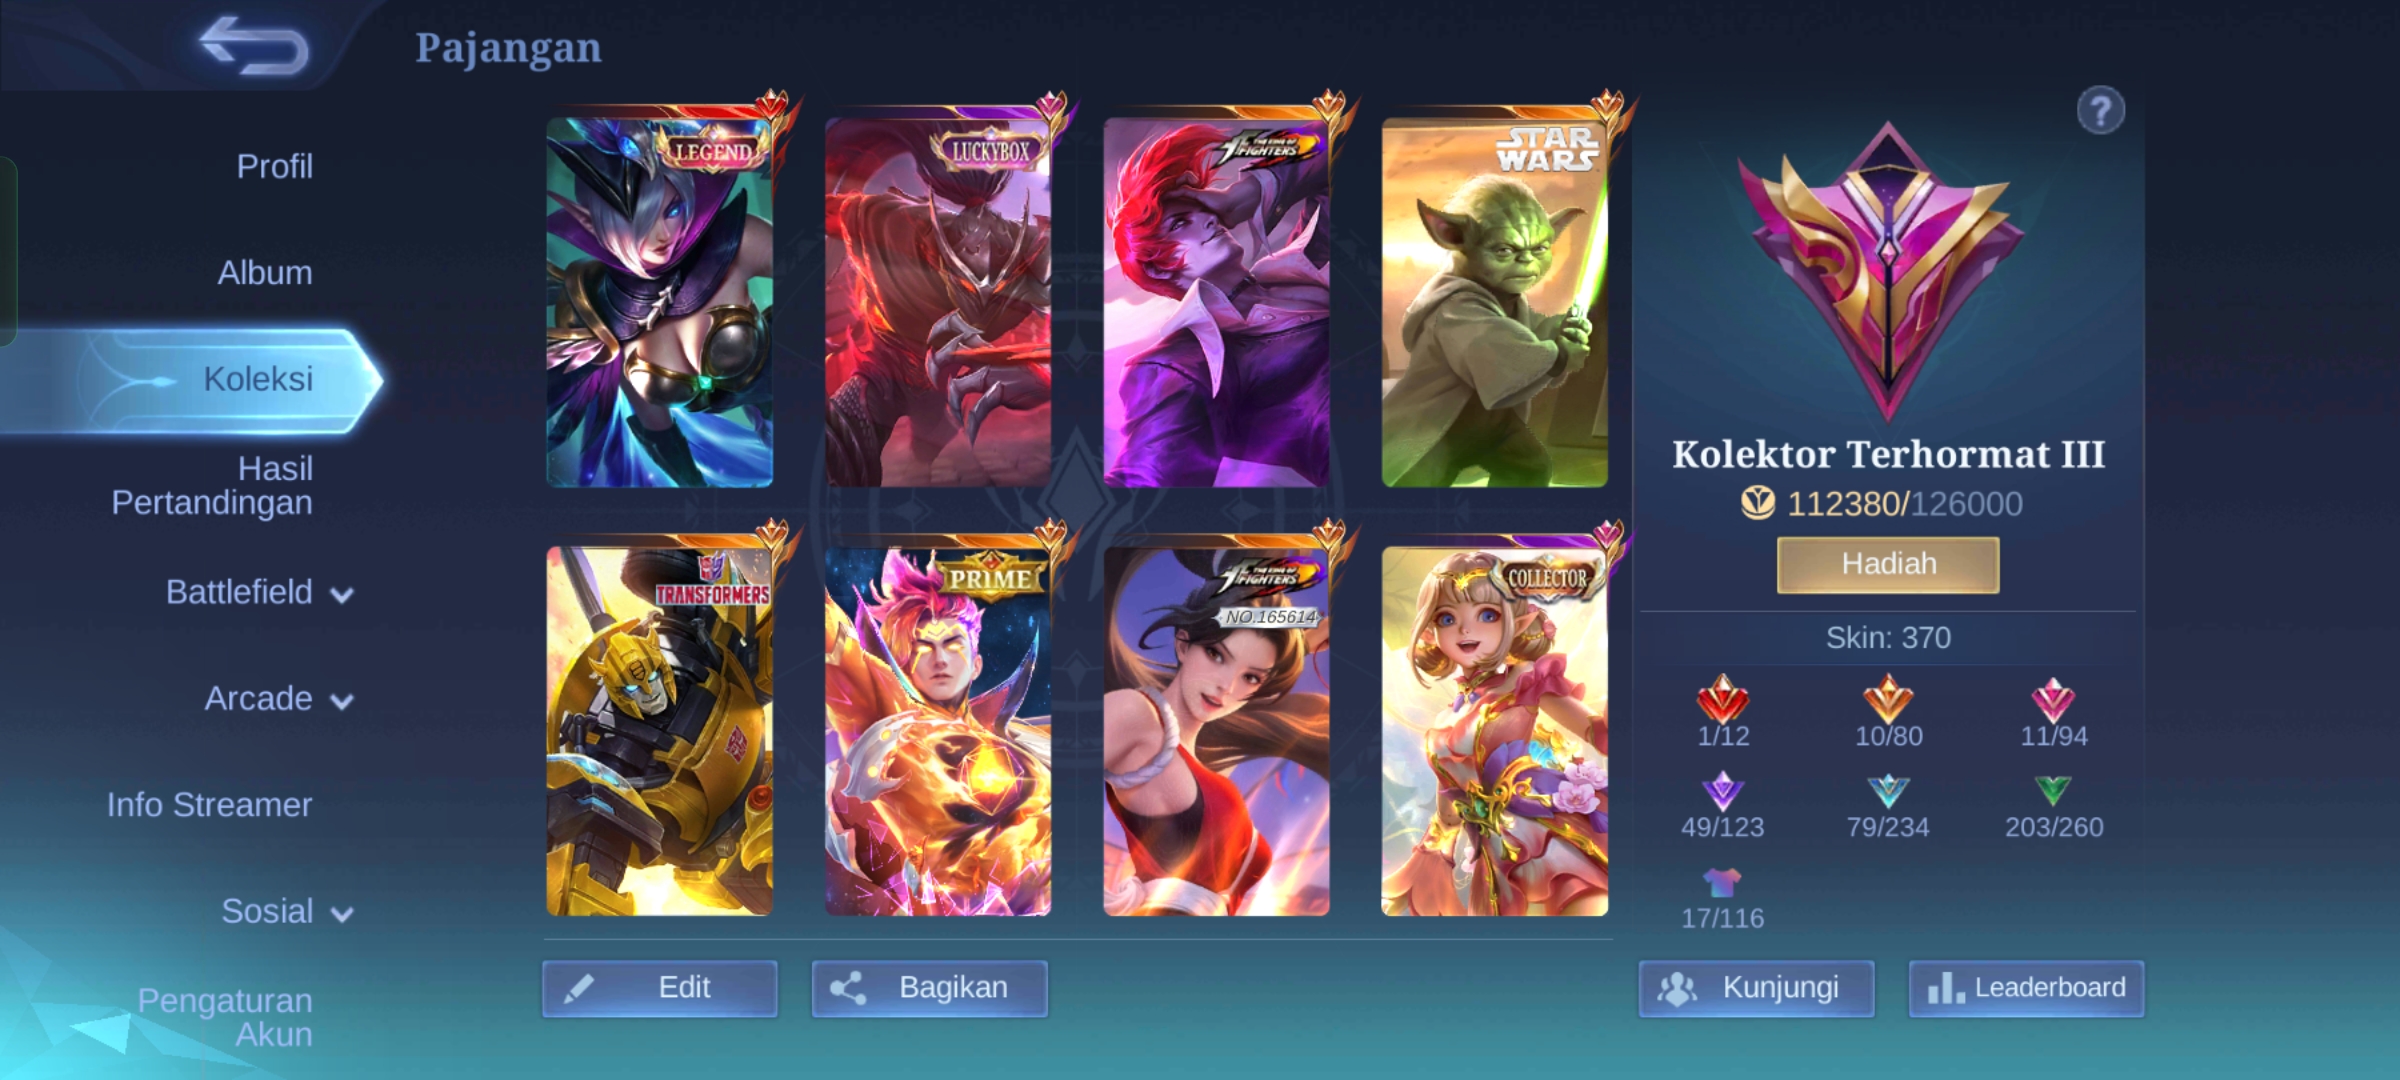 Pajangan
Profil
Album
Koleksi
Hasil
Pertandingan
Battlefield
Arcade
Info Streamer
Sosial
Pengaturan
Akun
LEGEND
LUCKYBOX
THE KING OF
FIGHTERS
STAR
WARS
TRANSFORMERS
PRIME
THE KING OF
FIGHTERS
NO.165614
COLLECTOR
Edit
Bagikan
?
Kolektor Terhormat III
112380/126000
Hadiah
Skin: 370
1/12
10/80
11/94
49/123
79/234
203/260
17/116
Kunjungi
Leaderboard